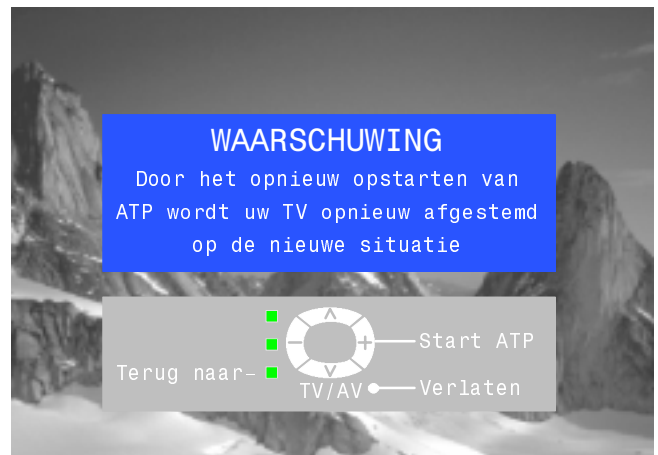 WAARSCHUWING
Door het opnieuw opstarten van
ATP wordt uw TV opnieuw afgestemd
op de nieuwe situatie
Start ATP
Terug naar
TV/AV Verlaten